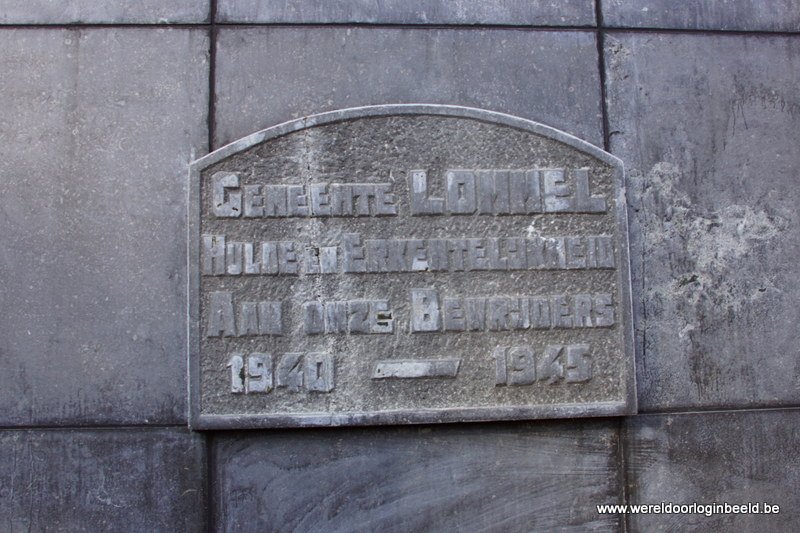 GEMEENTE LOMMEL
HULDE EN ERKENTELIJKHEID
AAN ONZE BEVRIJDERS
1940 — 1945
www.wereldoorloginbeeld.be